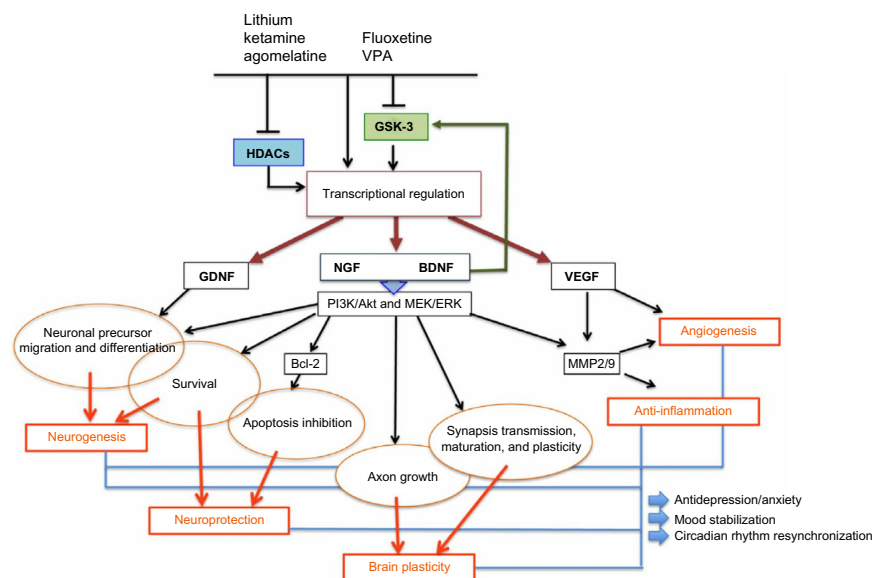 Lithium
ketamine
agomelatine
Fluoxetine
VPA
GSK-3
HDACs
Transcriptional regulation
GDNF
NGF BDNF
VEGF
PI3K/Akt and MEK/ERK
Neuronal precursor
migration and differentiation
Angiogenesis
Bcl-2
MMP2/9
Survival
Anti-inflammation
Apoptosis inhibition
Synapsis transmission,
maturation, and plasticity
Neurogenesis
Axon growth
Antidepression/anxiety
Neuroprotection
Mood stabilization
Circadian rhythm resynchronization
Brain plasticity